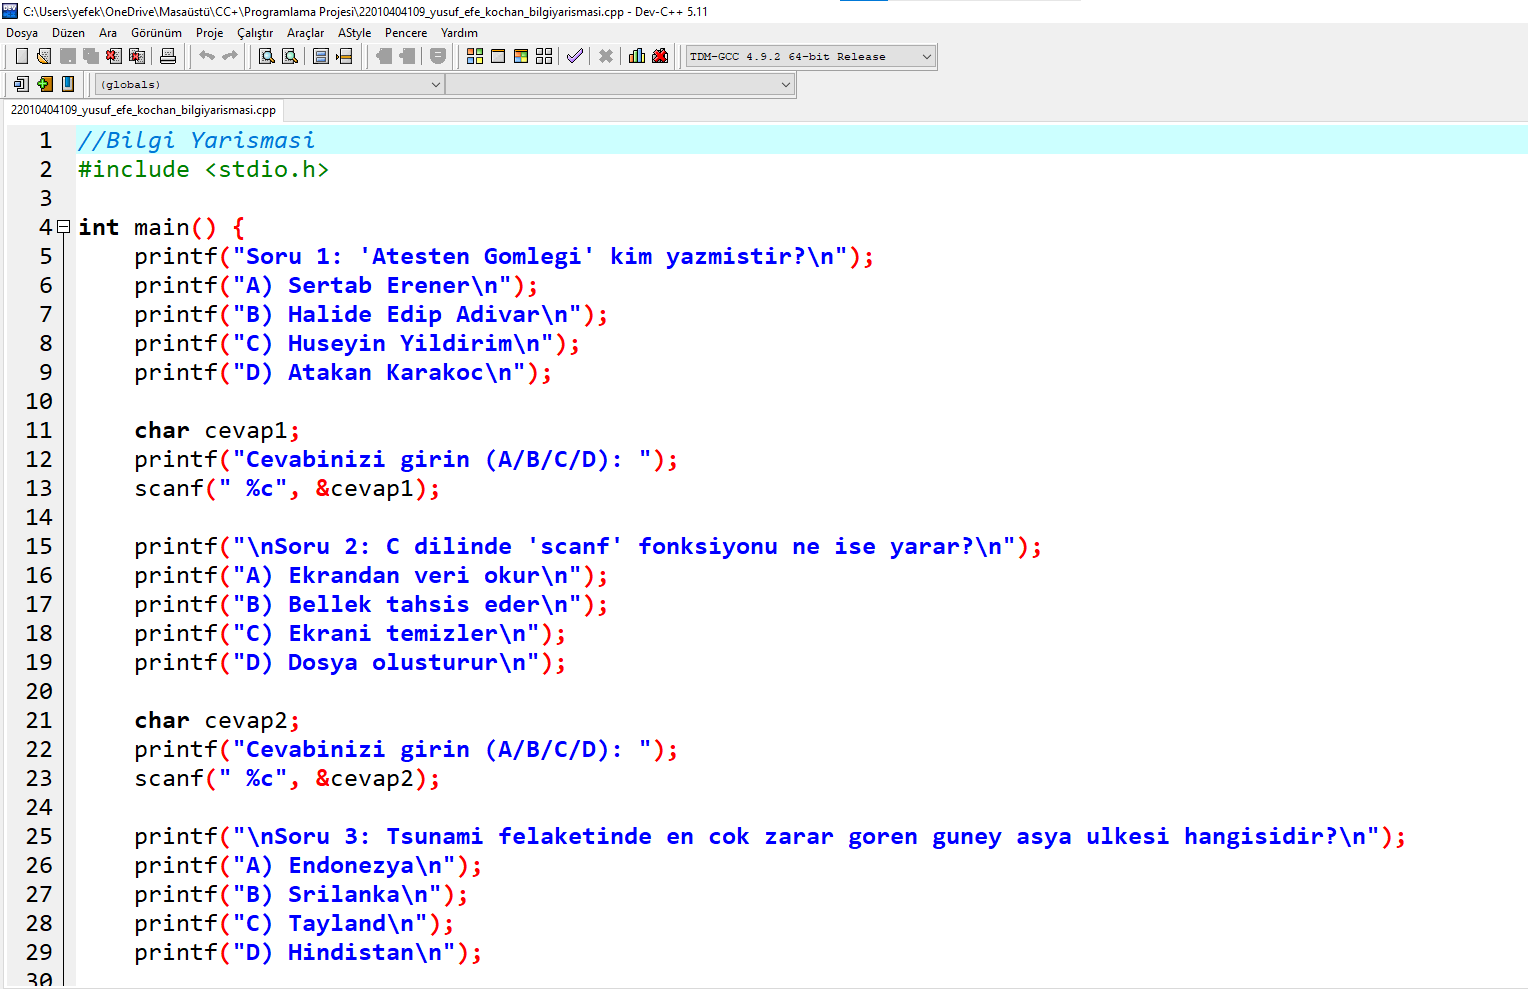 C:\Users\yefek\OneDrive\Masaüstü\CC+\Programlama Projesi\22010404109_yusuf_efe_kochan_bilgiyarismasi.cpp - Dev-C++ 5.11
Dosya Düzen Ara Görünüm Proje Çalıştır Araçlar AStyle Pencere Yardım
TDM-GCC 4.9.2 64-bit Release
(globals)
22010404109_yusuf_efe_kochan_bilgiyarismasi.cpp
1 //Bilgi Yarismasi
2 #include <stdio.h>
3
4 int main() {
5 printf("Soru 1: 'Atesten Gomlegi' kim yazmistir?\n");
6 printf("A) Sertab Erener\n");
7 printf("B) Halide Edip Adivar\n");
8 printf("C) Huseyin Yildirim\n");
9 printf("D) Atakan Karakoc\n");
10
11 char cevap1;
12 printf("Cevabinizi girin (A/B/C/D): ");
13 scanf(" %c", &cevap1);
14
15 printf("\nSoru 2: C dilinde 'scanf' fonksiyonu ne ise yarar?\n");
16 printf("A) Ekrandan veri okur\n");
17 printf("B) Bellek tahsis eder\n");
18 printf("C) Ekrani temizler\n");
19 printf("D) Dosya olusturur\n");
20
21 char cevap2;
22 printf("Cevabinizi girin (A/B/C/D): ");
23 scanf(" %c", &cevap2);
24
25 printf("\nSoru 3: Tsunami felaketinde en cok zarar goren guney asya ulkesi hangisidir?\n");
26 printf("A) Endonezya\n");
27 printf("B) Srilanka\n");
28 printf("C) Tayland\n");
29 printf("D) Hindistan\n");
30